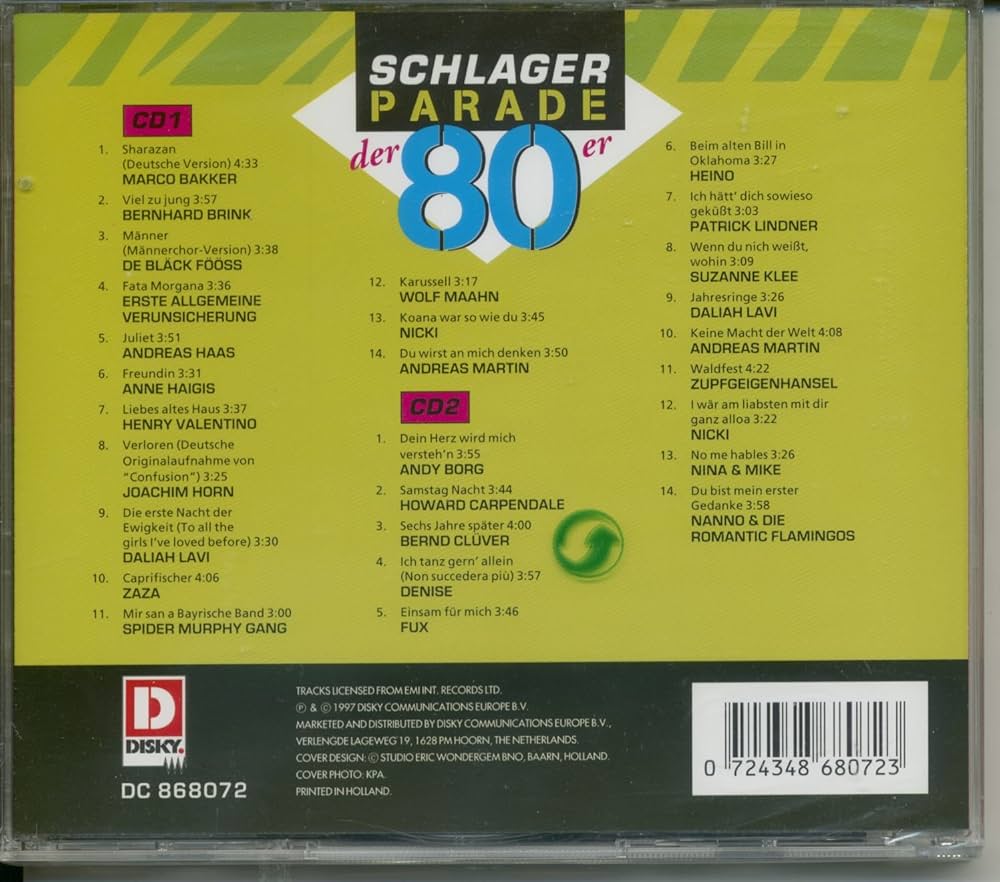 SCHLAGER
PARADE
der 80er
CD1
1. Sharazan
(Deutsche Version) 4:33
MARCO BAKKER
2. Viel zu jung 3:57
BERNHARD BRINK
3. Männer
(Männerchor-Version) 3:38
DE BLÄCK FÖÖSS
4. Fata Morgana 3:36
ERSTE ALLGEMEINE
VERUNSICHERUNG
5. Juliet 3:51
ANDREAS HAAS
6. Freundin 3:31
ANNE HAIGIS
7. Liebes altes Haus 3:37
HENRY VALENTINO
8. Verloren (Deutsche
Originalaufnahme von
"Confusion") 3:25
JOACHIM HORN
9. Die erste Nacht der
Ewigkeit (To all the
girls I've loved before) 3:30
DALIAH LAVI
10. Caprifischer 4:06
ZAZA
11. Mir san a Bayrische Band 3:00
SPIDER MURPHY GANG
12. Karussell 3:17
WOLF MAAHN
13. Koana war so wie du 3:45
NICKI
14. Du wirst an mich denken 3:50
ANDREAS MARTIN
CD2
1. Dein Herz wird mich
versteh'n 3:55
ANDY BORG
2. Samstag Nacht 3:44
HOWARD CARPENDALE
3. Sechs Jahre später 4:00
BERND CLÜVER
4. Ich tanz gern' allein
(Non succedera più) 3:57
DENISE
5. Einsam für mich 3:46
FUX
6. Beim alten Bill in
Oklahoma 3:27
HEINO
7. Ich hätt' dich sowieso
geküßt 3:03
PATRICK LINDNER
8. Wenn du nich weißt,
wohin 3:09
SUZANNE KLEE
9. Jahresringe 3:26
DALIAH LAVI
10. Keine Macht der Welt 4:08
ANDREAS MARTIN
11. Waldfest 4:22
ZUPFGEIGENHANSEL
12. I wär am liabsten mit dir
ganz alloa 3:22
NICKI
13. No me hables 3:26
NINA & MIKE
14. Du bist mein erster
Gedanke 3:58
NANNO & DIE
ROMANTIC FLAMINGOS
D
DISKY.
DC 868072
TRACKS LICENSED FROM EMI INT. RECORDS LTD.
Ⓟ & © 1997 DISKY COMMUNICATIONS EUROPE B.V.
MARKETED AND DISTRIBUTED BY DISKY COMMUNICATIONS EUROPE B.V.,
VERLENGDE LAGEWEG 19, 1628 PM HOORN, THE NETHERLANDS.
COVER DESIGN: © STUDIO ERIC WONDERGEM BNO, BAARN, HOLLAND.
COVER PHOTO: KPA.
PRINTED IN HOLLAND.
0 724348 680723